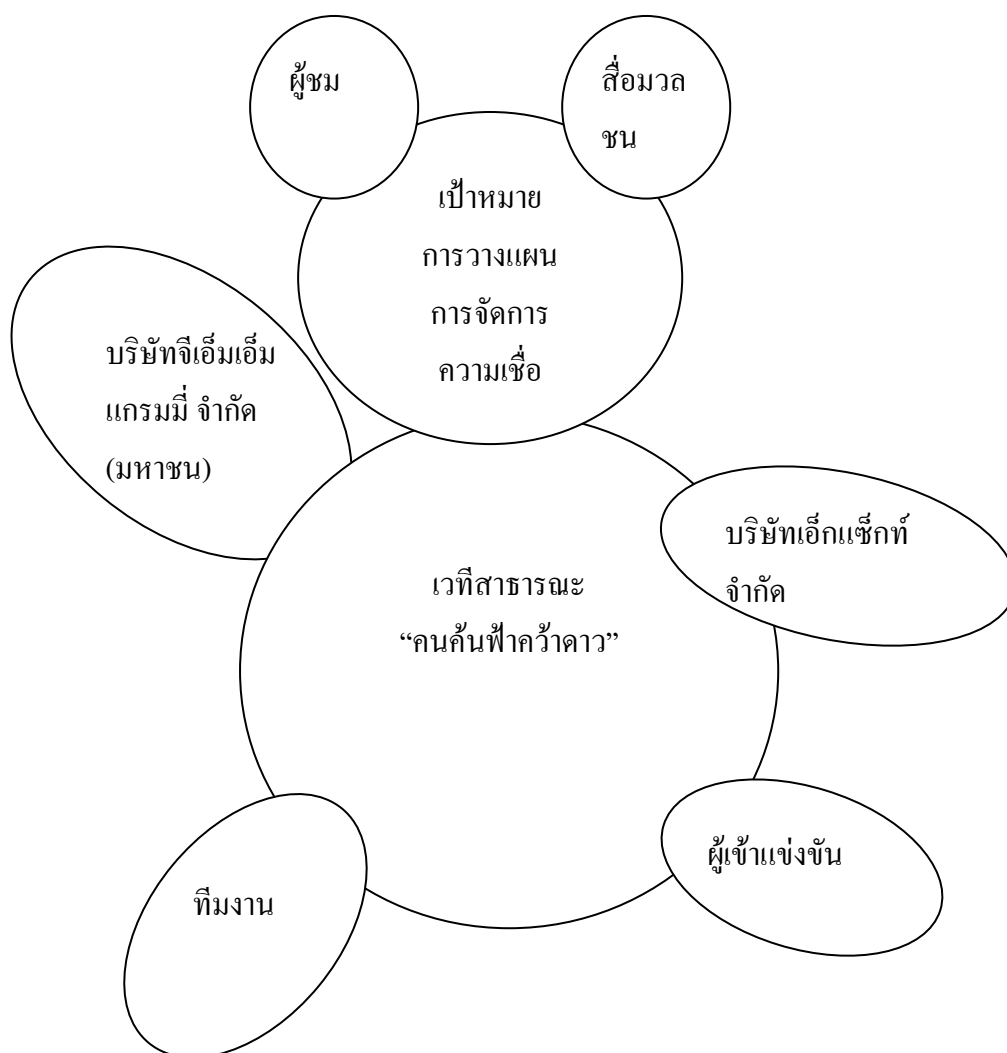 ผู้ชม
สื่อมวล
ชน
เป้าหมาย
การวางแผน
การจัดการ
ความเชื่อ
บริษัทจีเอ็มเอ็ม
แกรมมี่ จำกัด
(มหาชน)
บริษัทเอ็กแซ็กท์
จำกัด
เวทีสาธารณะ
“คนค้นฟ้าคว้าดาว”
ผู้เข้าแข่งขัน
ทีมงาน